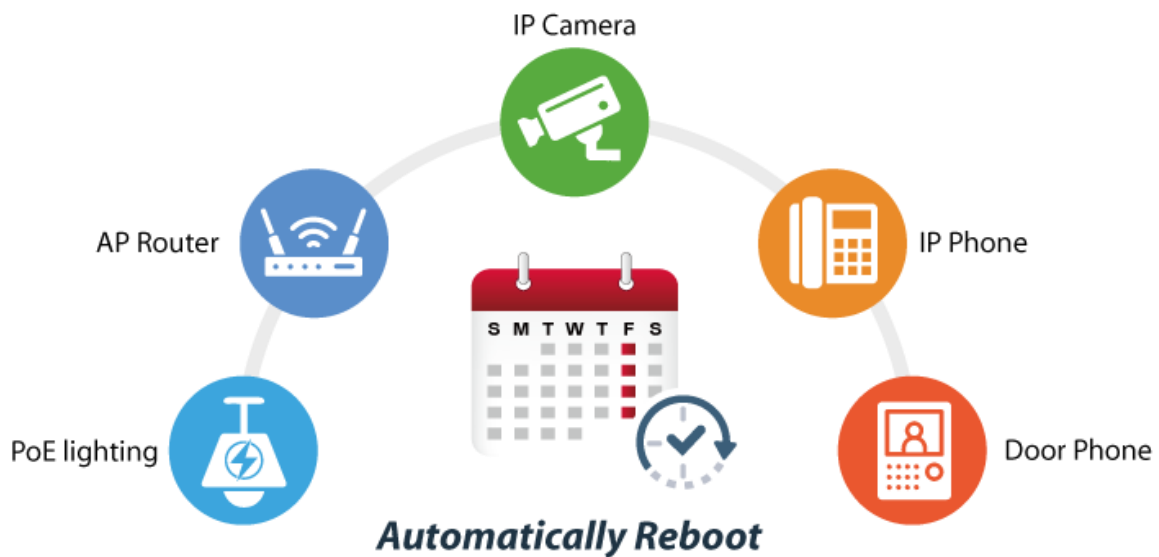 IP Camera
AP Router
IP Phone
S M T W T F S
PoE lighting
Door Phone
Automatically Reboot